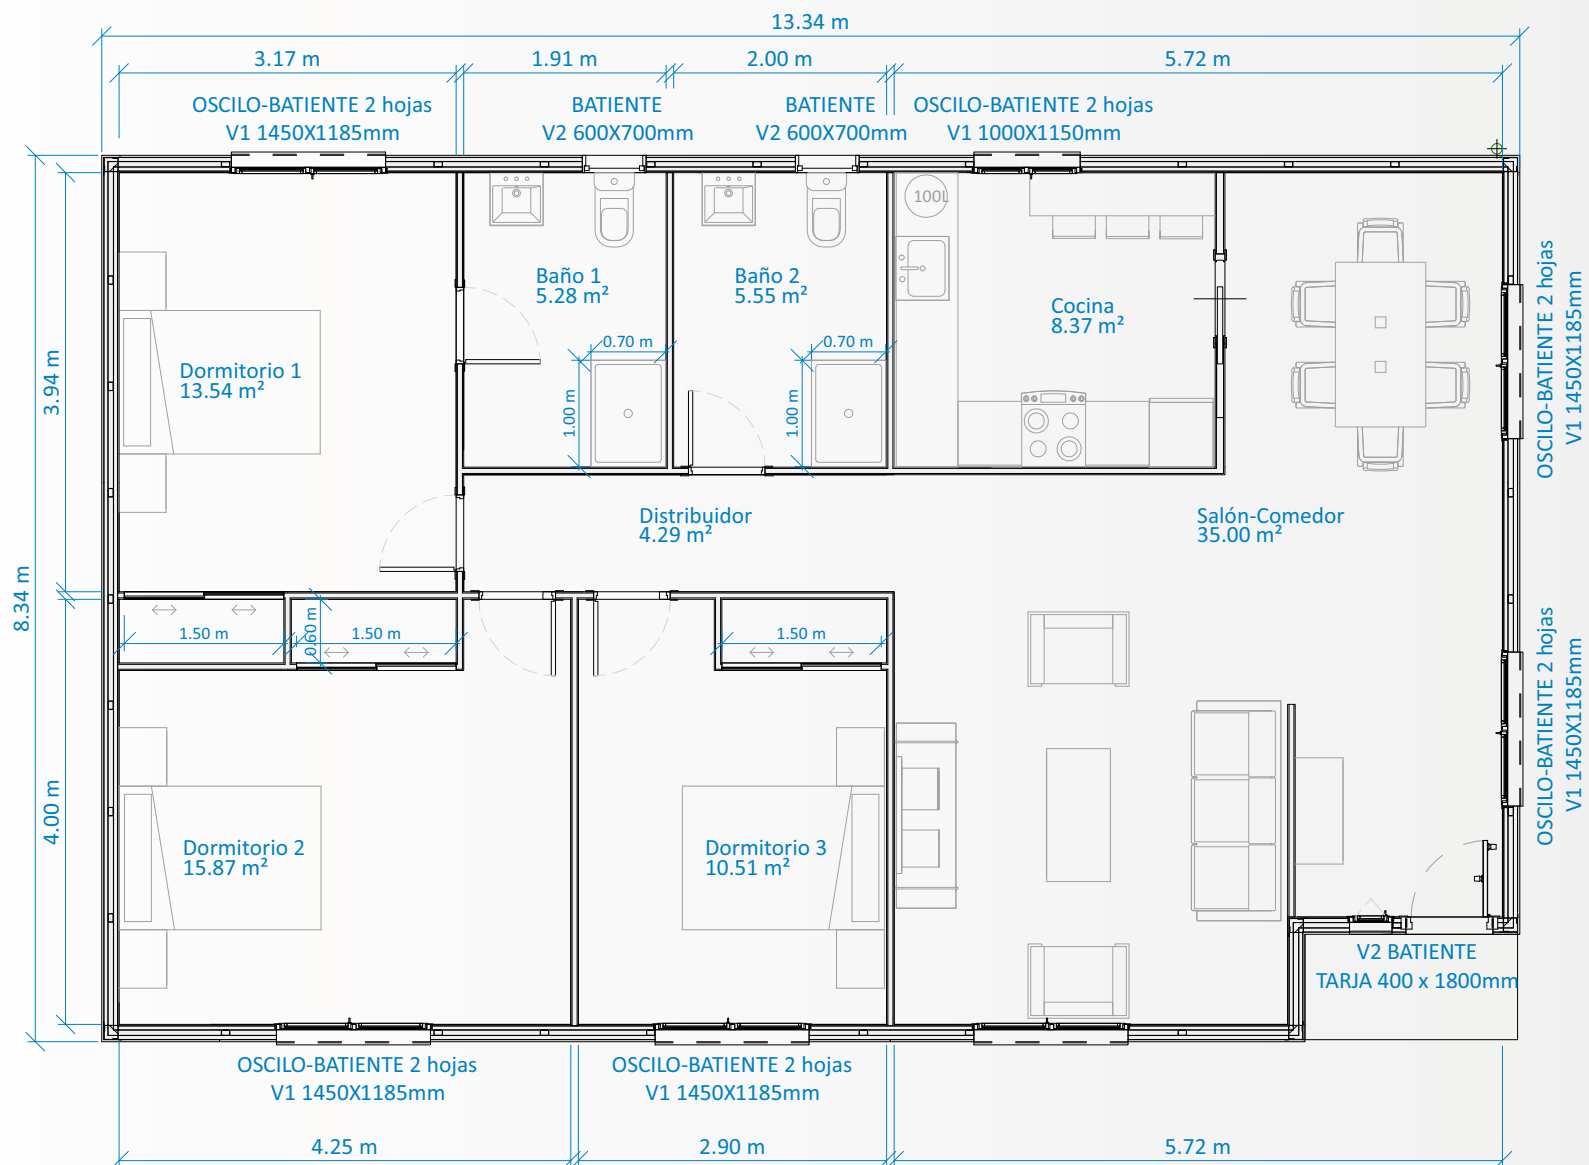 13.34 m
3.17 m
1.91 m
2.00 m
5.72 m
OSCILO-BATIENTE 2 hojas
V1 1450X1185mm
BATIENTE
V2 600X700mm
BATIENTE
V2 600X700mm
OSCILO-BATIENTE 2 hojas
V1 1000X1150mm
100L
Baño 1
5.28 m²
Baño 2
5.55 m²
Cocina
8.37 m²
0.70 m
1.00 m
0.70 m
1.00 m
Dormitorio 1
13.54 m²
3.94 m
8.34 m
4.00 m
OSCILO-BATIENTE 2 hojas
V1 1450X1185mm
Distribuidor
4.29 m²
Salón-Comedor
35.00 m²
1.50 m
0.60 m
1.50 m
1.50 m
OSCILO-BATIENTE 2 hojas
V1 1450X1185mm
Dormitorio 2
15.87 m²
Dormitorio 3
10.51 m²
V2 BATIENTE
TARJA 400 x 1800mm
OSCILO-BATIENTE 2 hojas
V1 1450X1185mm
OSCILO-BATIENTE 2 hojas
V1 1450X1185mm
4.25 m
2.90 m
5.72 m